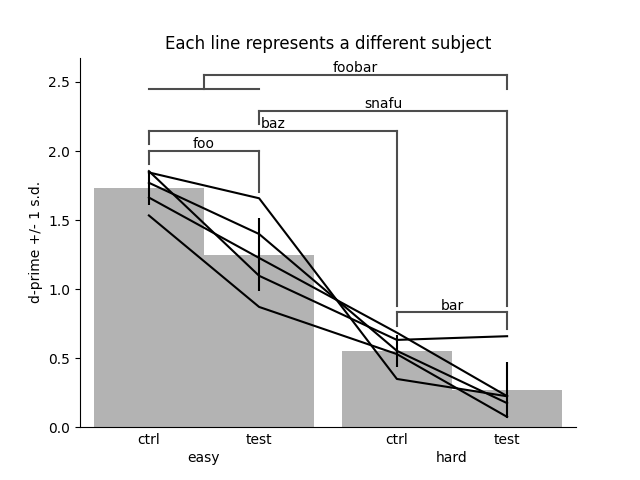 Each line represents a different subject
foobar
snafu
baz
foo
bar
d-prime +/- 1 s.d.
2.5
2.0
1.5
1.0
0.5
0.0
ctrl test ctrl test
easy hard